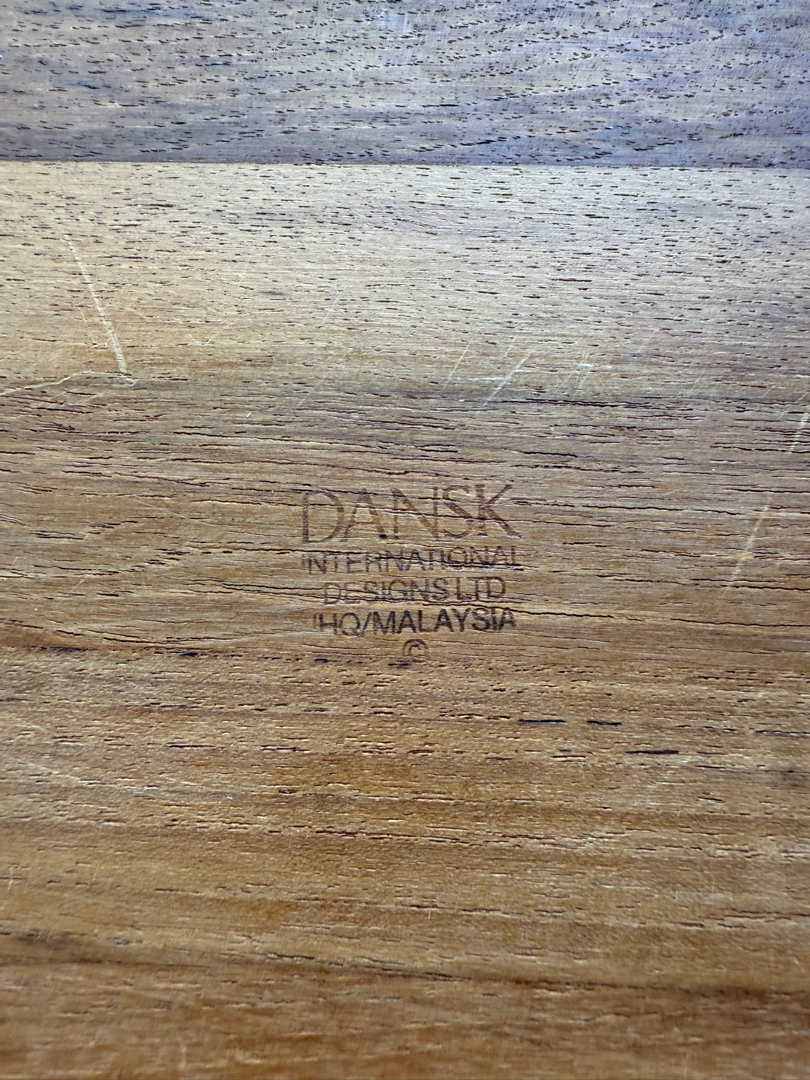 DANSK
INTERNATIONAL
DESIGNS LTD
IHQ/MALAYSIA
©